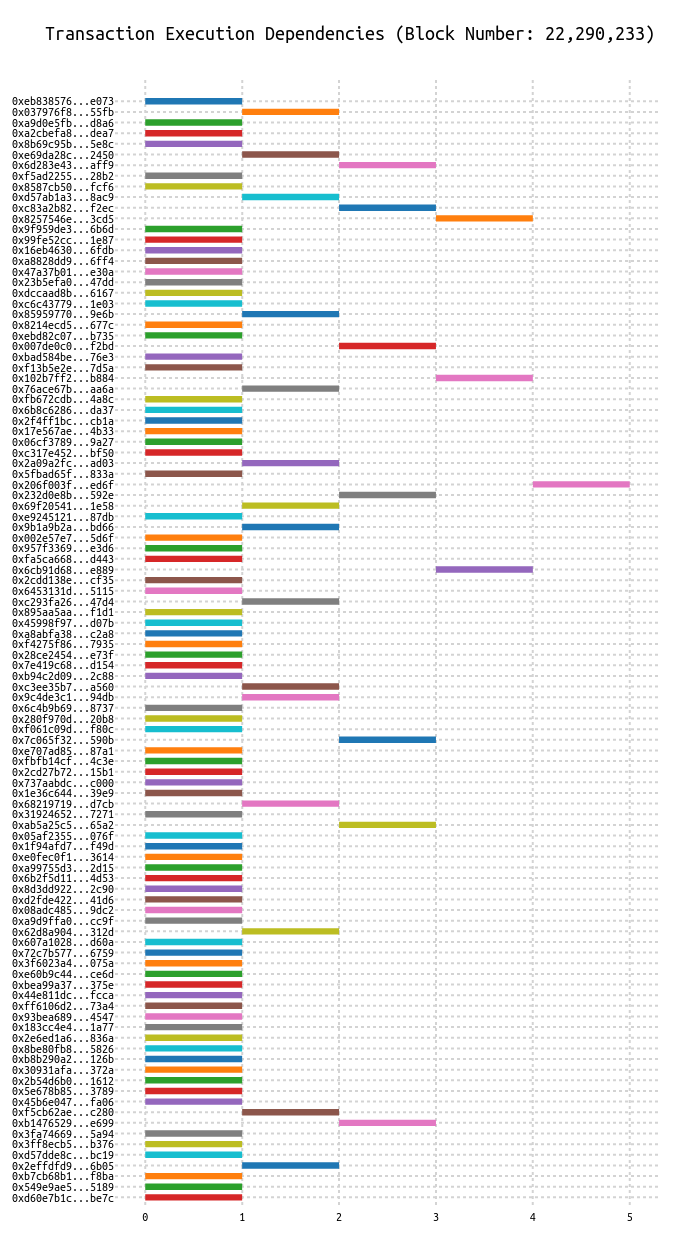 Transaction Execution Dependencies (Block Number: 22,290,233)
0xeb838576...e073
0x037976f8...55fb
0xa9d0e5fb...d8a6
0xa2cbefa8...dea7
0x8b69c95b...5e8c
0xe69da28c...2450
0x6d283e43...aff9
0xf5ad2255...28b2
0x8587cb50...fcf6
0xd57ab1a3...8ac9
0xc83a2b82...f2ec
0x8257546e...3cd5
0x9f959de3...6b6d
0x99fe52cc...1e87
0x16eb4630...6fdb
0xa8828dd9...6ff4
0x47a37b01...e30a
0x23b5efa0...47dd
0xdccaad8b...6167
0xc6c43779...1e03
0x85959770...9e6b
0x8214ecd5...677c
0xebd82c07...b735
0x007de0c0...f2bd
0xbad584be...76e3
0xf13b5e2e...7d5a
0x102b7ff2...b884
0x76ace67b...aa6a
0xfb672cdb...4a8c
0x6b8c6286...da37
0x2f4ff1bc...cb1a
0x17e567ae...4b33
0x06cf3789...9a27
0xc317e452...bf50
0x2a09a2fc...ad03
0x5fbad65f...833a
0x206f003f...ed6f
0x232d0e8b...592e
0x69f20541...1e58
0xe9245121...87db
0x9b1a9b2a...bd66
0x002e57e7...5d6f
0x957f3369...e3d6
0xfa5ca668...d443
0x6cb91d68...e889
0x2cdd138e...cf35
0x6453131d...5115
0xc293fa26...47d4
0x895aa5aa...f1d1
0x45998f97...d07b
0xa8abfa38...c2a8
0xf4275f86...7935
0x28ce2454...e73f
0x7e419c68...d154
0xb94c2d09...2c88
0xc3ee35b7...a560
0x9c4de3c1...94db
0x6c4b9b69...8737
0x280f970d...20b8
0xf061c09d...f80c
0x7c065f32...590b
0xe707ad85...87a1
0xfbfb14cf...4c3e
0x2cd27b72...15b1
0x737aabdc...c000
0x1e36c644...39e9
0x68219719...d7cb
0x31924652...7271
0xab5a25c5...65a2
0x05af2355...076f
0x1f94afd7...f49d
0xe0fec0f1...3614
0xa99755d3...2d15
0x6b2f5d11...4d53
0x8d3dd922...2c90
0xd2fde422...41d6
0x08adc485...9dc2
0xa9d9ffa0...cc9f
0x62d8a904...312d
0x607a1028...d60a
0x72c7b577...6759
0x3f6023a4...075a
0xe60b9c44...ce6d
0xbea99a37...375e
0x44e811dc...fcca
0xff6106d2...73a4
0x93bea689...4547
0x183cc4e4...1a77
0x2e6ed1a6...836a
0x8be80fb8...5826
0xb8b290a2...126b
0x30931afa...372a
0x2b54d6b0...1612
0x5e678b85...3789
0x45b6e047...fa06
0xf5cb62ae...c280
0xb1476529...e699
0x3fa74669...5a94
0x3ff8ecb5...b376
0xd57dde8c...bc19
0x2effdfd9...6b05
0xb7cb68b1...f8ba
0x549e9ae5...5189
0xd60e7b1c...be7c
0 1 2 3 4 5